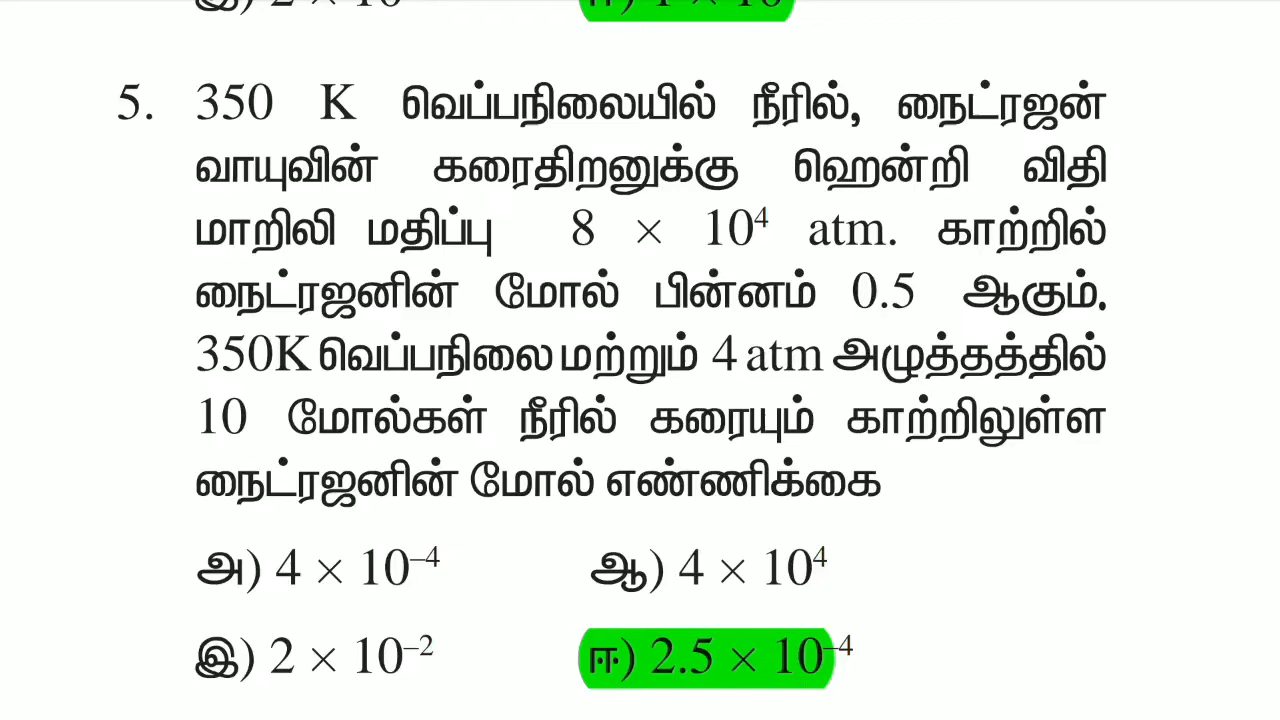 5. 350 K வெப்பநிலையில் நீரில், நைட்ரஜன்
வாயுவின் கரைதிறனுக்கு ஹென்றி விதி
மாறிலி மதிப்பு 8 × 10⁴ atm. காற்றில்
நைட்ரஜனின் மோல் பின்னம் 0.5 ஆகும்.
350K வெப்பநிலை மற்றும் 4 atm அழுத்தத்தில்
10 மோல்கள் நீரில் கரையும் காற்றிலுள்ள
நைட்ரஜனின் மோல் எண்ணிக்கை
அ) 4 × 10⁻⁴ ஆ) 4 × 10⁴
இ) 2 × 10⁻² ஈ) 2.5 × 10⁻⁴